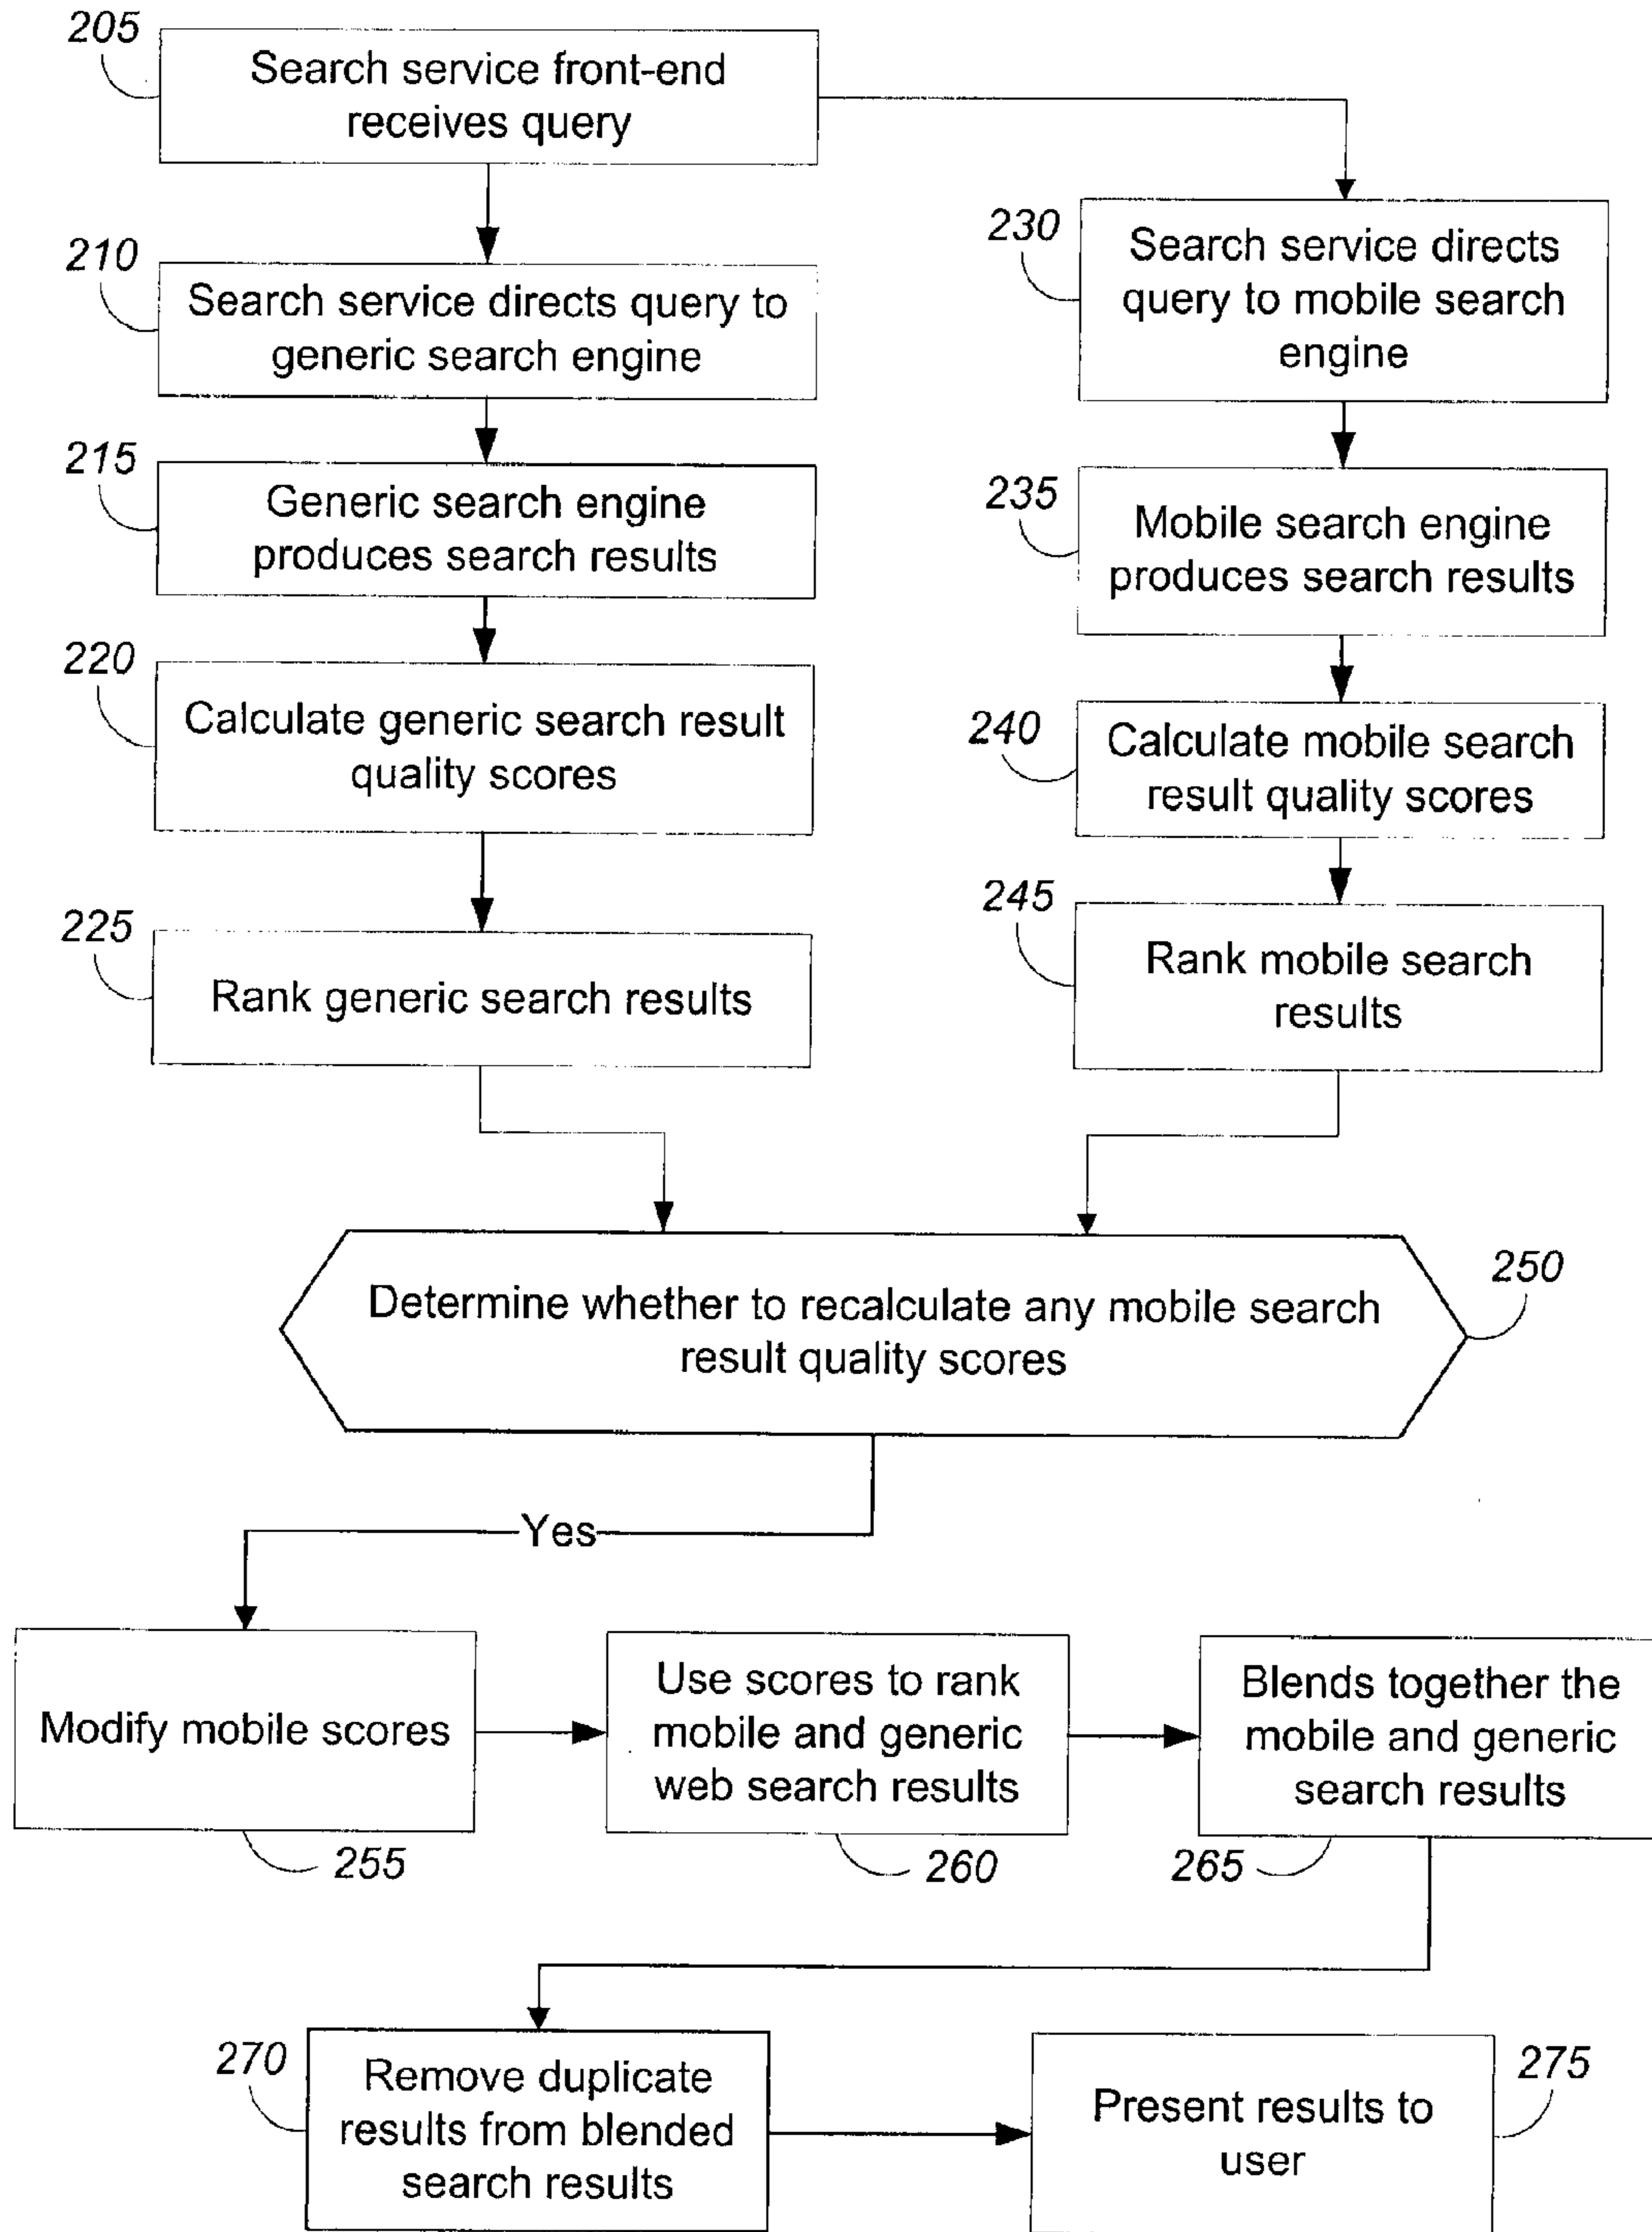 205
Search service front-end
receives query
210
Search service directs query to
generic search engine
230
Search service directs
query to mobile search
engine
215
Generic search engine
produces search results
235
Mobile search engine
produces search results
220
Calculate generic search result
quality scores
240
Calculate mobile search
result quality scores
225
Rank generic search results
245
Rank mobile search
results
250
Determine whether to recalculate any mobile search
result quality scores
Yes
Modify mobile scores
255
Use scores to rank
mobile and generic
web search results
260
Blends together the
mobile and generic
search results
265
270
Remove duplicate
results from blended
search results
275
Present results to
user